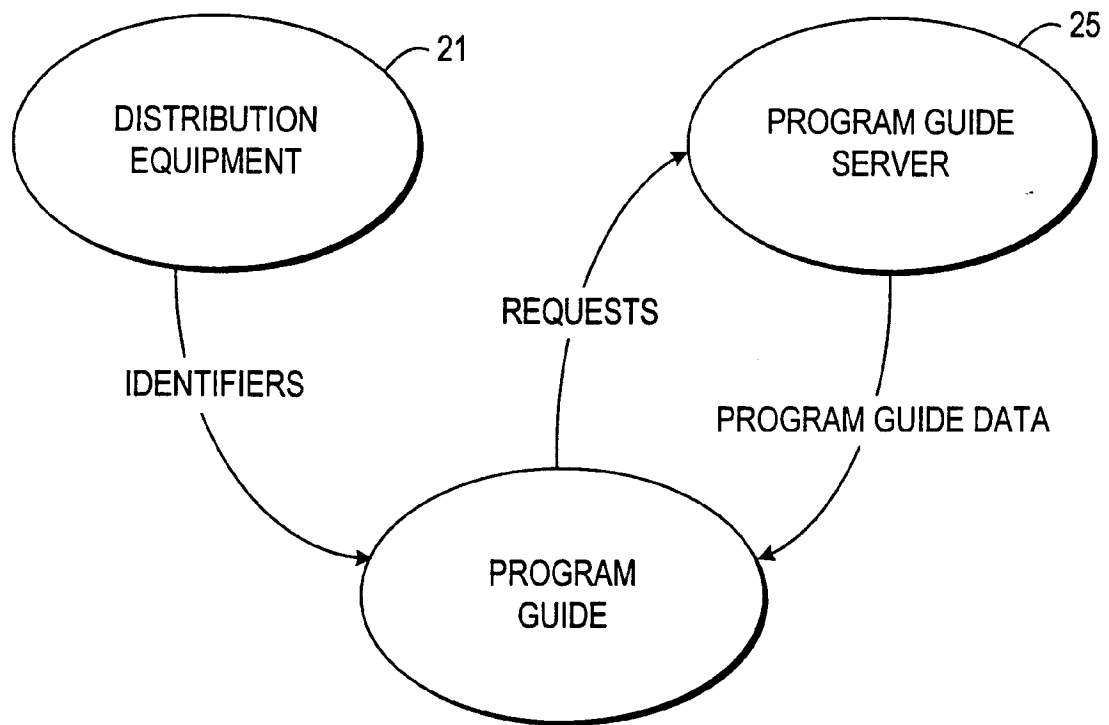 21
DISTRIBUTION
EQUIPMENT
25
PROGRAM GUIDE
SERVER
IDENTIFIERS
REQUESTS
PROGRAM GUIDE DATA
PROGRAM
GUIDE